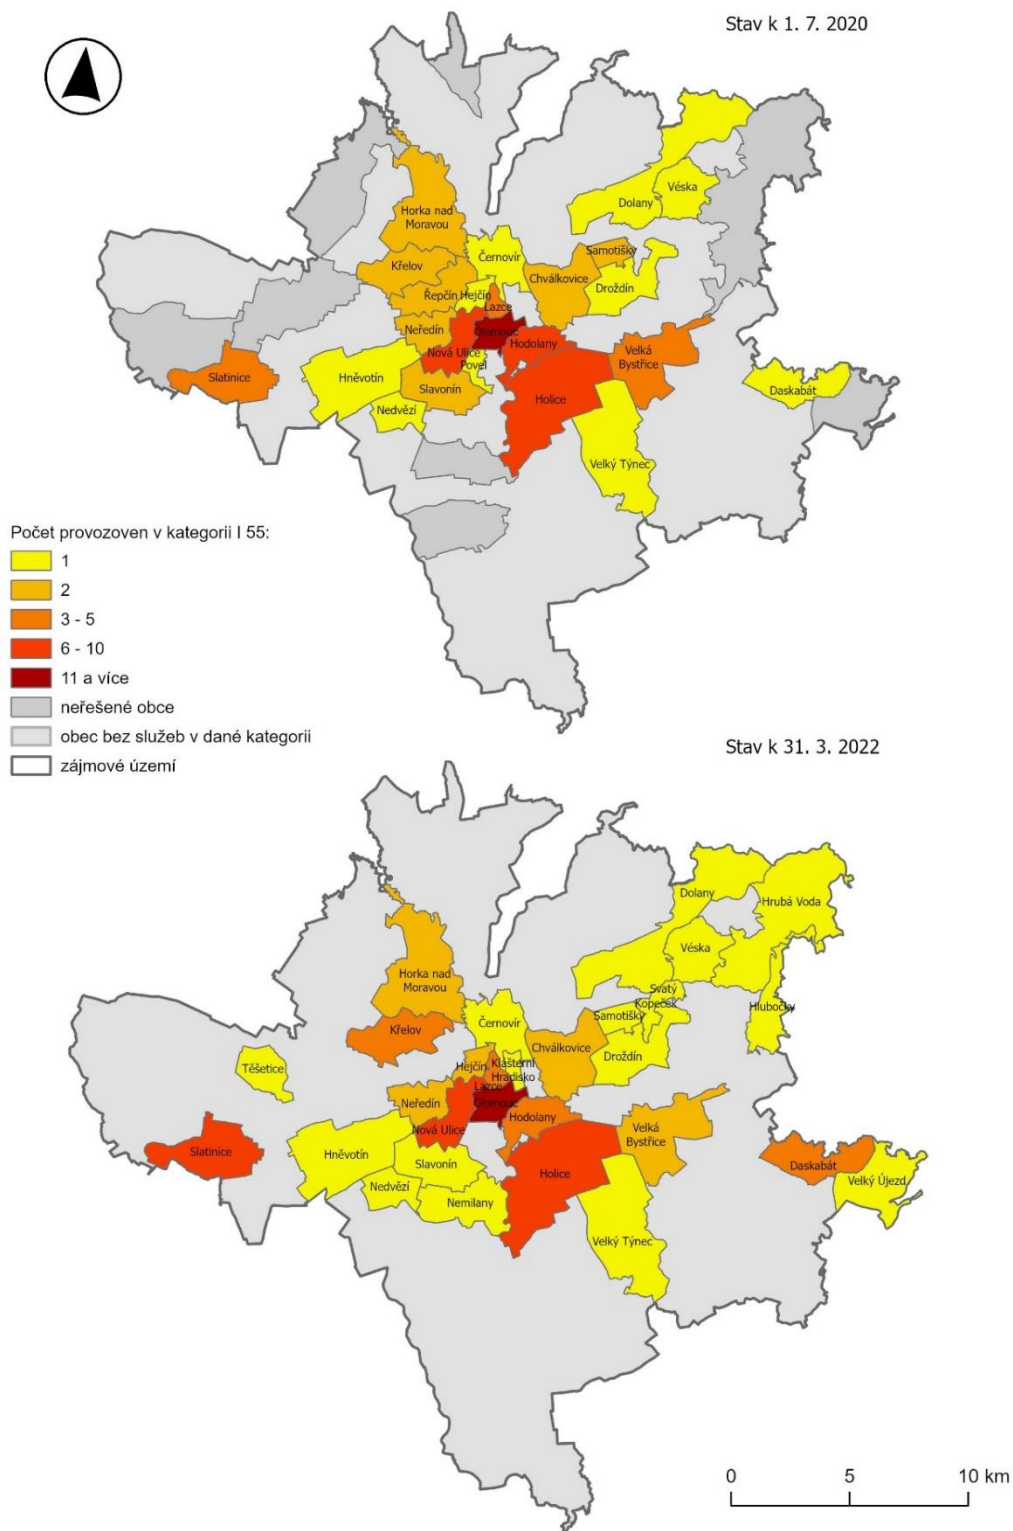 Stav k 1. 7. 2020
Dolany
Véska
Horka nad
Moravou
Černovír
Samotišky
Křelov
Chválkovice
Droždín
Řepčín
Hejčín
Lazce
Neředín
Olomouc
Nová Ulice
Hodolany
Velká
Bystřice
Povel
Slatinice
Hněvotín
Slavonín
Daskabát
Holice
Nedvězí
Velký Týnec
Počet provozoven v kategorii I 55:
1
2
3 - 5
6 - 10
11 a více
neřešené obce
obec bez služeb v dané kategorii
zájmové území
Stav k 31. 3. 2022
Dolany
Hrubá Voda
Véska
Horka nad
Moravou
Svatý
Kopeček
Hlubočky
Samotišky
Černovír
Křelov
Chválkovice
Droždín
Těšetice
Hejčín
Klášterní
Hradisko
Lazce
Neředín
Olomouc
Hodolany
Nová Ulice
Velká
Bystřice
Slatinice
Hněvotín
Slavonín
Holice
Daskabát
Velký Újezd
Nedvězí
Nemilany
Velký Týnec
0
5
10 km